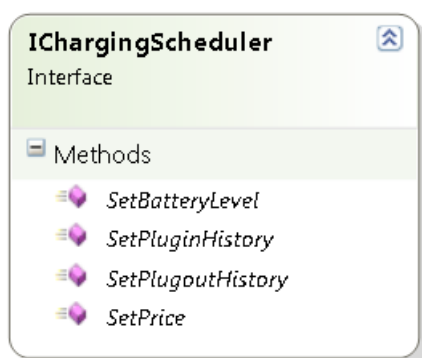 IChargingScheduler
Interface
Methods
SetBatteryLevel
SetPluginHistory
SetPlugoutHistory
SetPrice